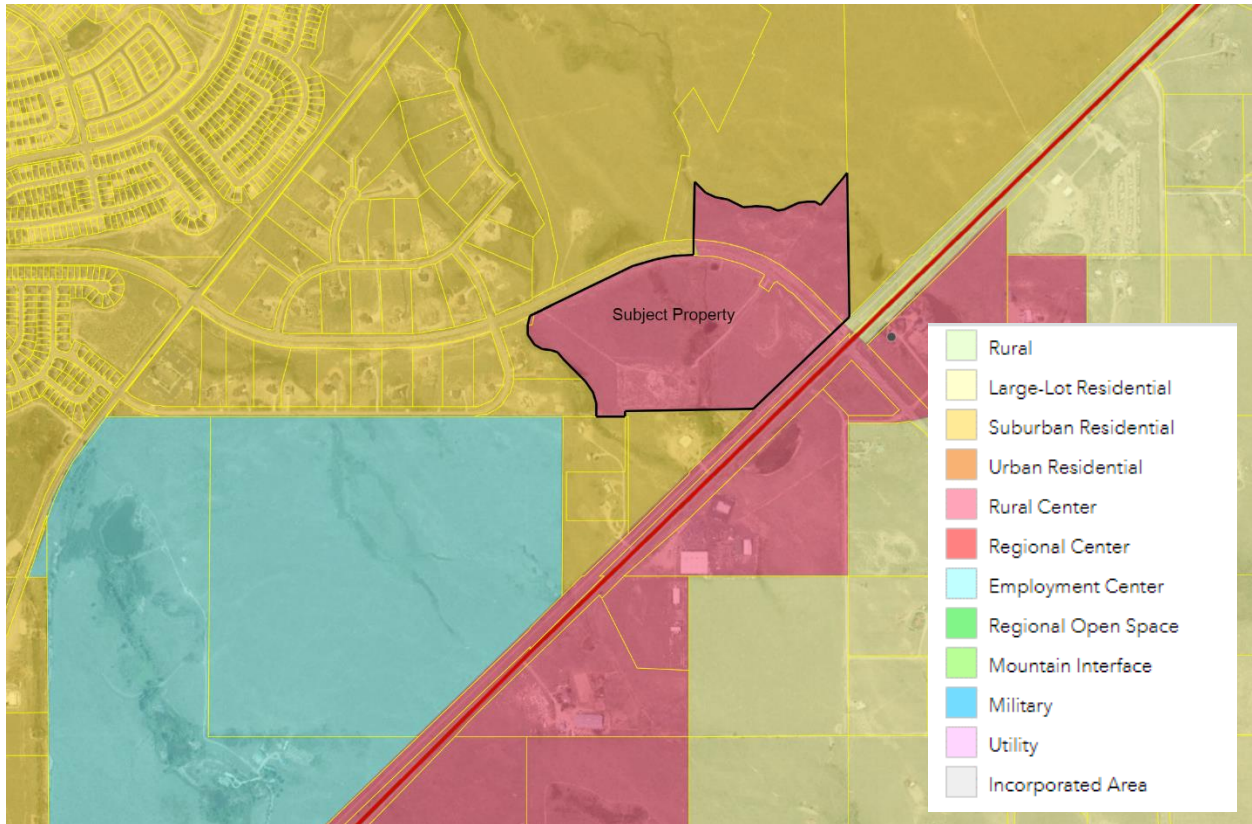 Subject Property
Rural
Large-Lot Residential
Suburban Residential
Urban Residential
Rural Center
Regional Center
Employment Center
Regional Open Space
Mountain Interface
Military
Utility
Incorporated Area